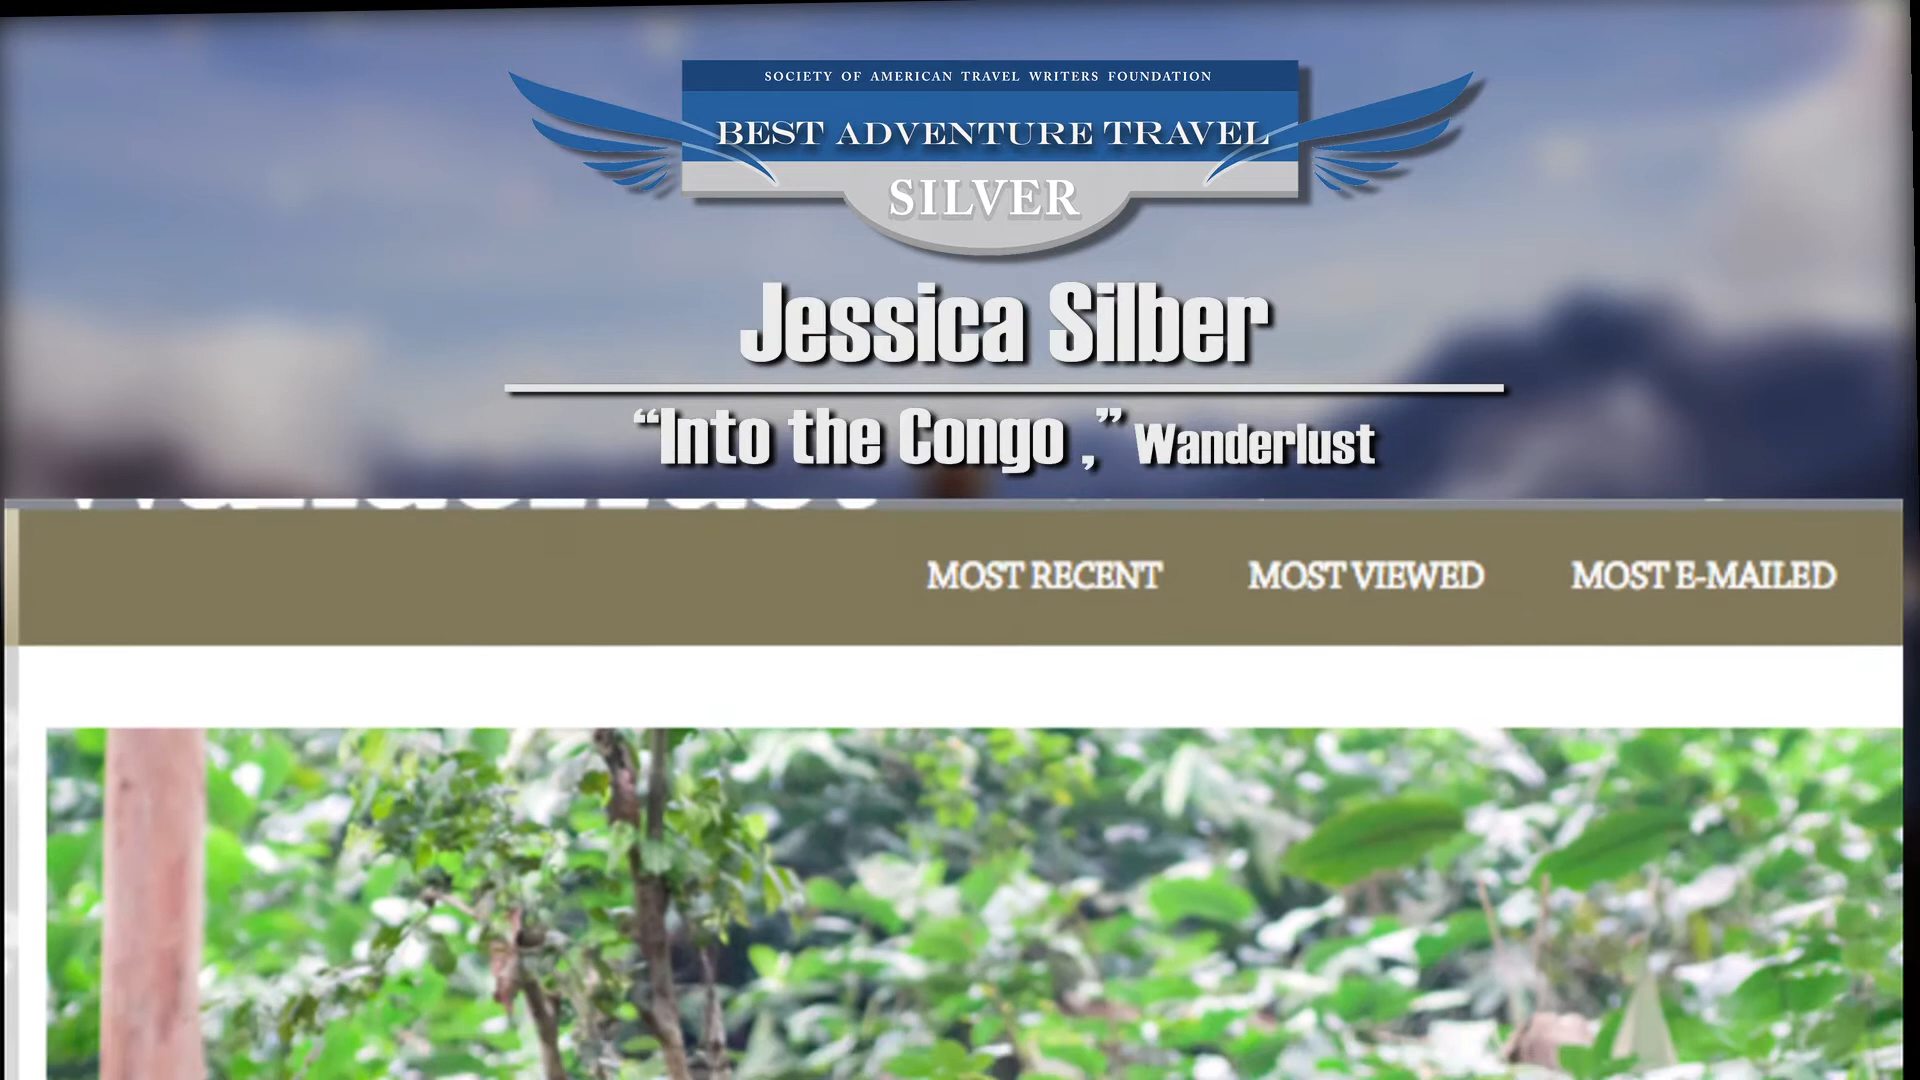 SOCIETY OF AMERICAN TRAVEL WRITERS FOUNDATION
BEST ADVENTURE TRAVEL
SILVER
Jessica Silber
“Into the Congo ,” Wanderlust
MOST RECENT MOST VIEWED MOST E-MAILED